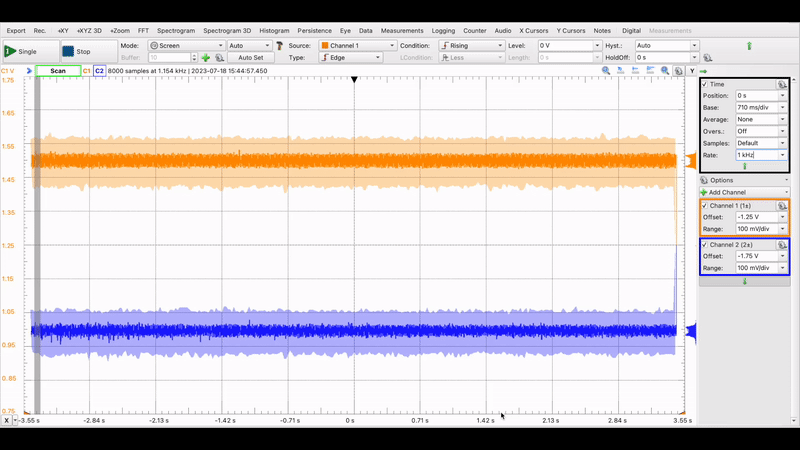 Export Rec. +XY +XYZ 3D +Zoom FFT Spectrogram Spectrogram 3D Histogram Persistence Eye Data Measurements Logging Counter Audio X Cursors Y Cursors Notes Digital Measurements
Single Stop Mode: Screen Auto Source: Channel 1 Condition: Rising Level: 0 V Hyst.: Auto
Buffer: 10 Auto Set Type: Edge LCondition: Less Length: 0 s HoldOff: 0 s
C1 V Scan C1 C2 8000 samples at 1.154 kHz | 2023-07-18 15:44:57.450 Y
1.75
1.65
1.55
1.45
1.35
1.25
1.15
1.05
0.95
0.85
0.75
X -3.55 s -2.84 s -2.13 s -1.42 s -0.71 s 0 s 0.71 s 1.42 s 2.13 s 2.84 s 3.55 s
Time
Position: 0 s
Base: 710 ms/div
Average: None
Overs.: Off
Samples: Default
Rate: 1 kHz
Options
Add Channel
Channel 1 (1±)
Offset: -1.25 V
Range: 100 mV/div
Channel 2 (2±)
Offset: -1.75 V
Range: 100 mV/div